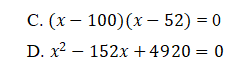 C. (x − 100)(x − 52) = 0
D. x² − 152x + 4920 = 0